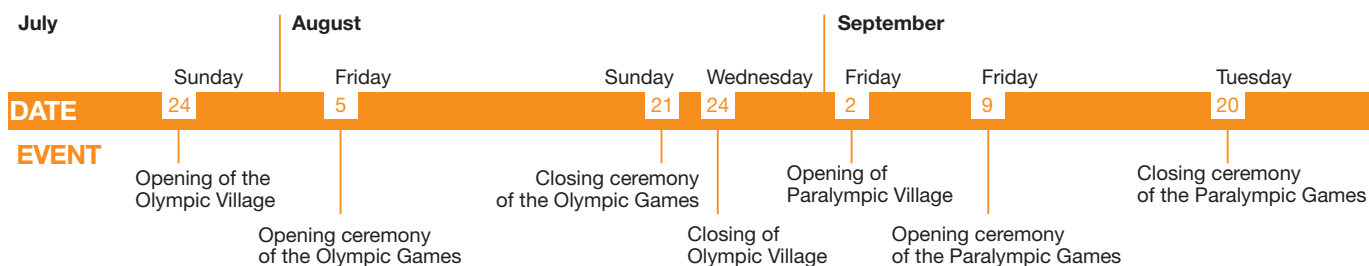 July August September
Sunday Friday Sunday Wednesday Friday Friday Tuesday
DATE 24 5 21 24 2 9 20
EVENT
Opening of the
Olympic Village
Opening ceremony
of the Olympic Games
Closing ceremony
of the Olympic Games
Closing of
Olympic Village
Opening of
Paralympic Village
Opening ceremony
of the Paralympic Games
Closing ceremony
of the Paralympic Games